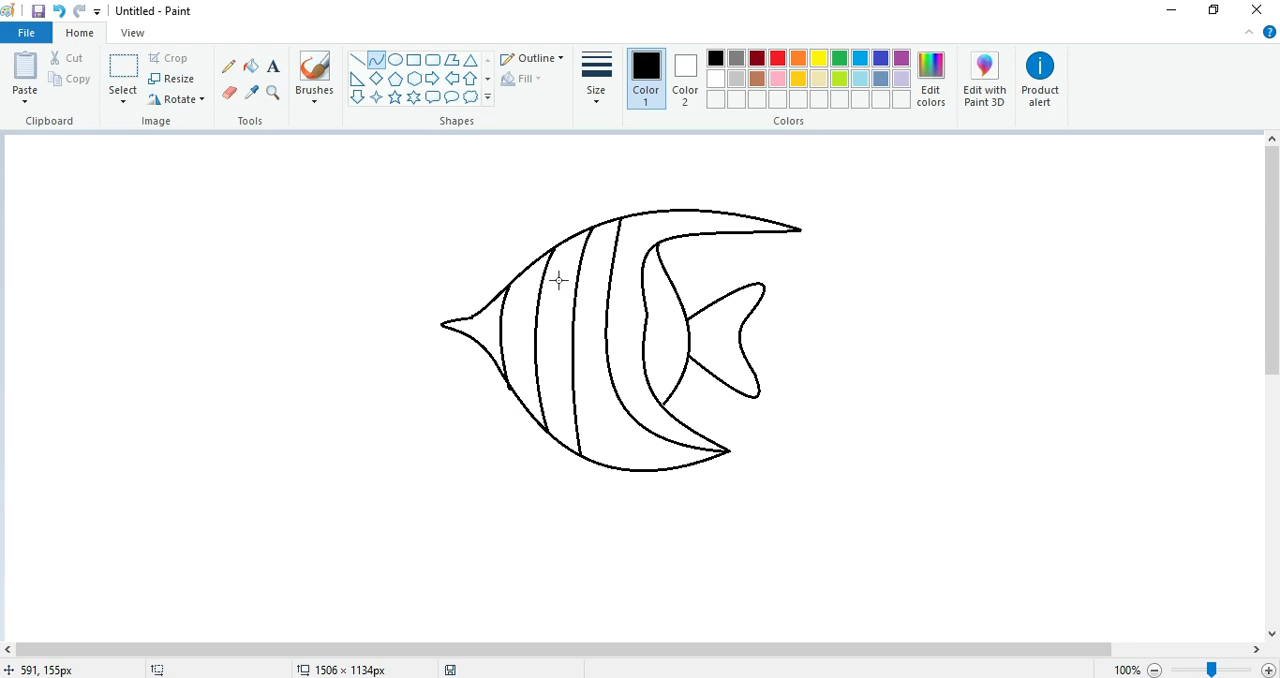 Untitled - Paint
File Home View
Paste Cut Copy Select Crop Resize Rotate A Brushes Outline Fill Size Color 1 Color 2 Edit colors Edit with Paint 3D Product alert
Clipboard Image Tools Shapes Colors
591, 155px 1506 × 1134px 100%